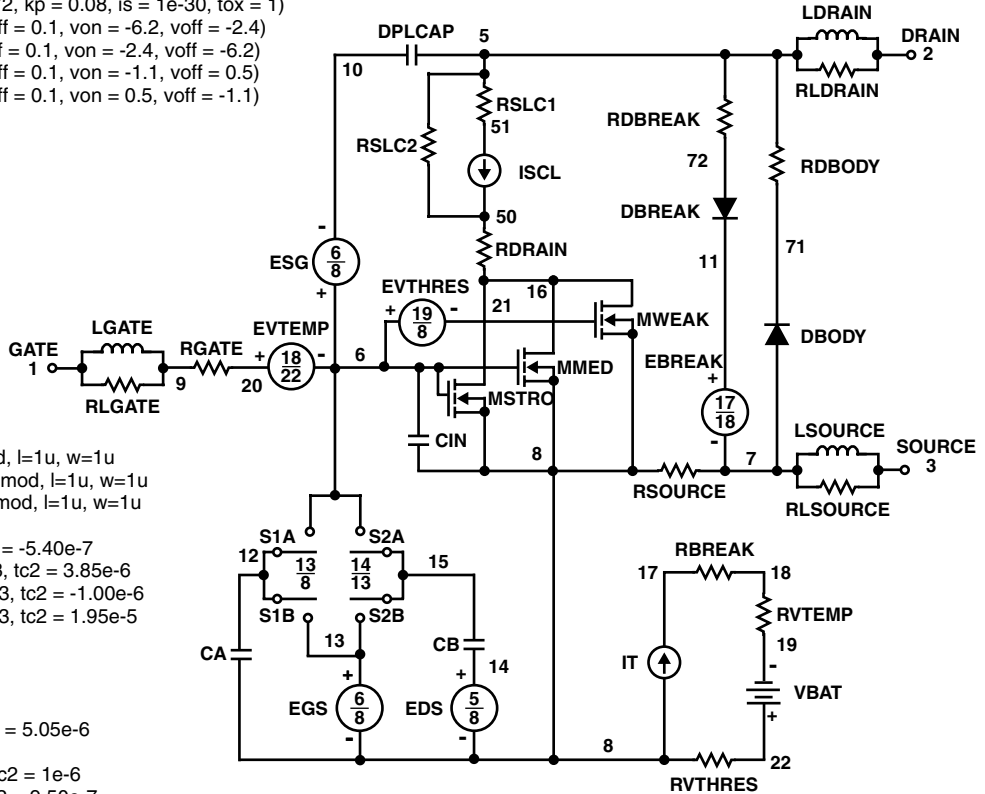 2, kp = 0.08, is = 1e-30, tox = 1)
ff = 0.1, von = -6.2, voff = -2.4)
f = 0.1, von = -2.4, voff = -6.2)
ff = 0.1, von = -1.1, voff = 0.5)
ff = 0.1, von = 0.5, voff = -1.1)
LDRAIN
DPLCAP
5
DRAIN
2
10
RLDRAIN
RSLC1
51
RDBREAK
RSLC2
72
RDBODY
ISCL
DBREAK
50
-
RDRAIN
71
ESG
6
8
11
+
EVTHRES
+
19
8
-
16
21
MWEAK
LGATE
EVTEMP
DBODY
GATE
1
RGATE
+
18
22
-
6
EBREAK
MMED
9
20
+
RLGATE
MSTRO
17
18
-
LSOURCE
CIN
SOURCE
3
8
7
RSOURCE
RLSOURCE
d, l=1u, w=1u
mod, l=1u, w=1u
mod, l=1u, w=1u
= -5.40e-7
3, tc2 = 3.85e-6
3, tc2 = -1.00e-6
3, tc2 = 1.95e-5
S1A
S2A
12
13
8
14
13
15
S1B
S2B
13
RBREAK
17
18
RVTEMP
19
CA
CB
14
IT
-
VBAT
+
+
+
EGS
6
8
EDS
5
8
-
-
8
22
RVTHRES
= 5.05e-6
c2 = 1e-6